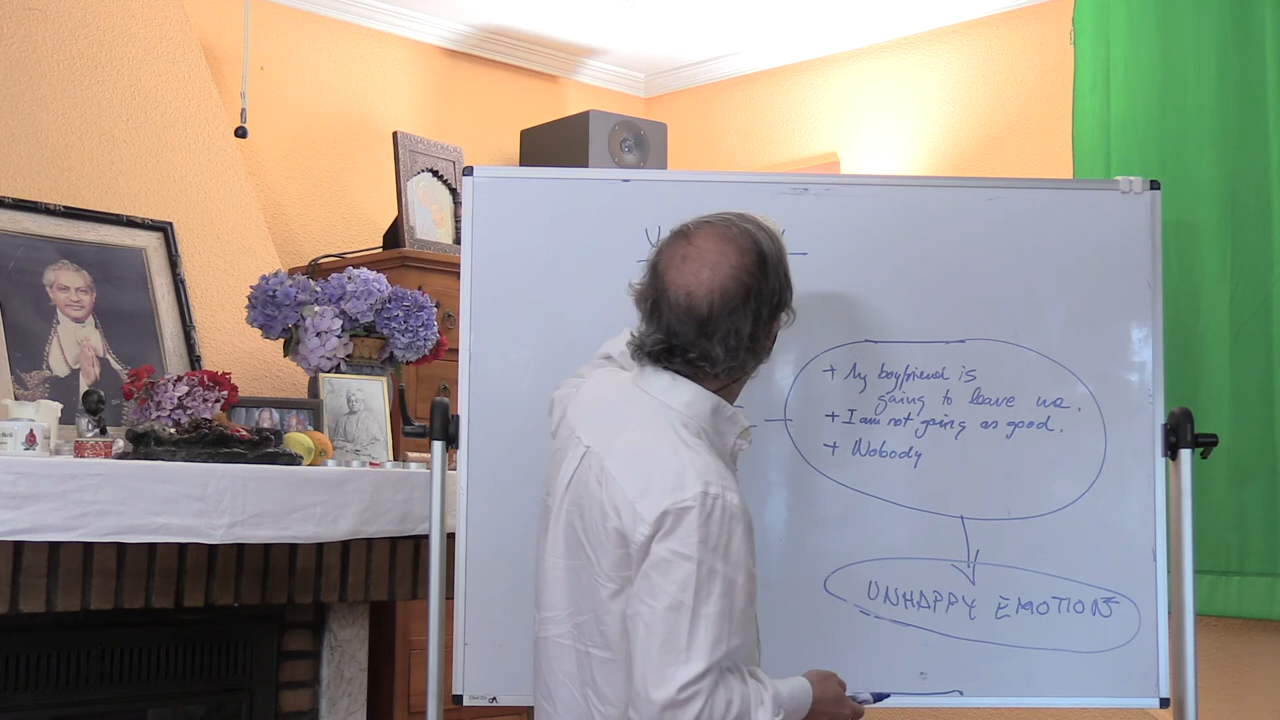 + My boyfriend is
going to leave me.
+ I am not going as good.
+ Nobody
UNHAPPY EMOTION